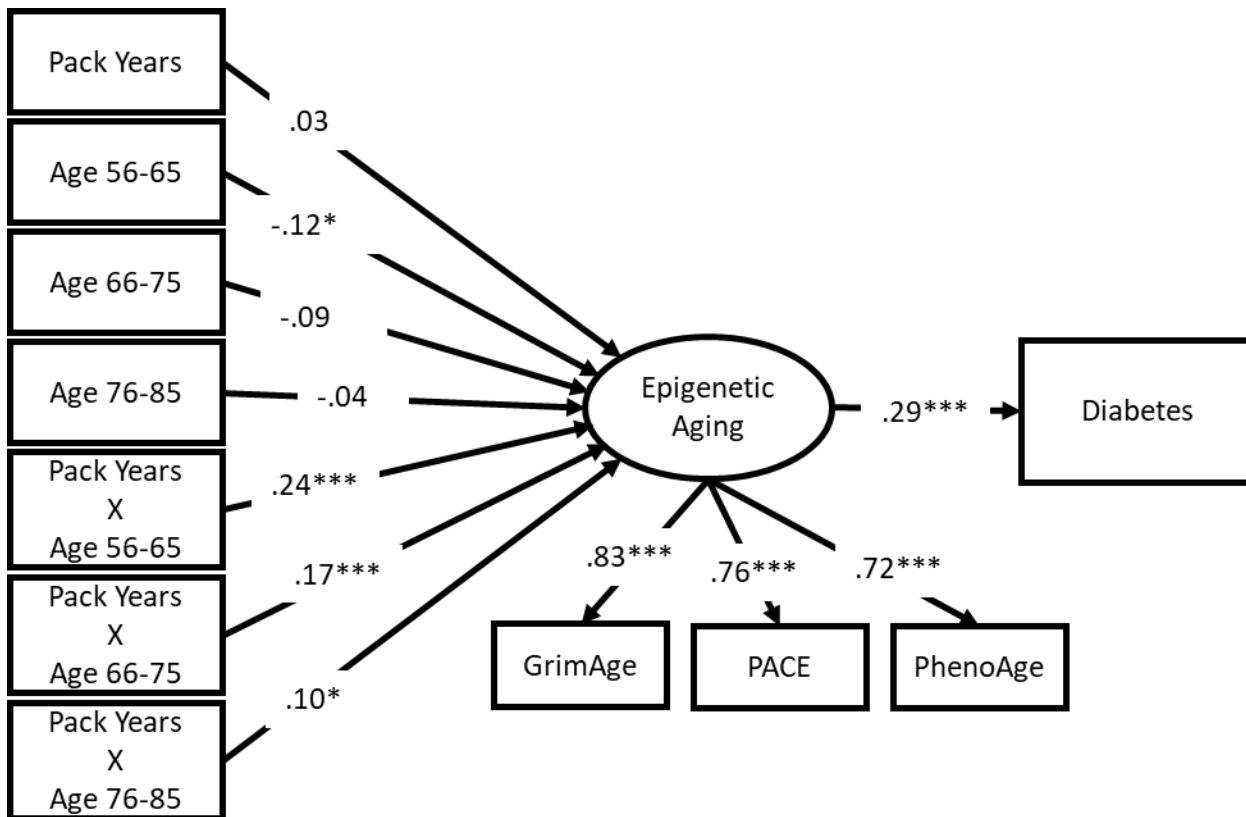 Pack Years
.03
Age 56-65
-.12*
Age 66-75
-.09
Age 76-85
-.04
Pack Years
X
Age 56-65
.24***
Pack Years
X
Age 66-75
.17***
Pack Years
X
Age 76-85
.10*
Epigenetic
Aging
.29***
Diabetes
.83***
.76***
.72***
GrimAge
PACE
PhenoAge